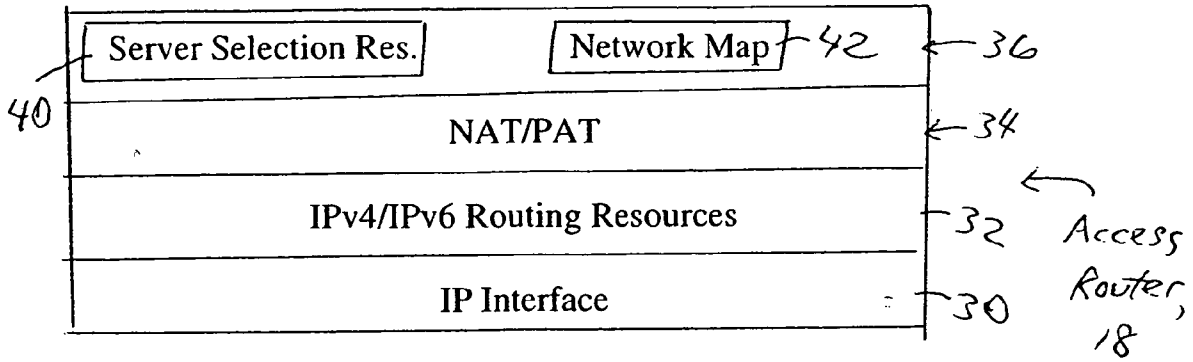 Server Selection Res. Network Map 42 36
40
NAT/PAT 34
IPv4/IPv6 Routing Resources 32
IP Interface 30
Access
Router,
18